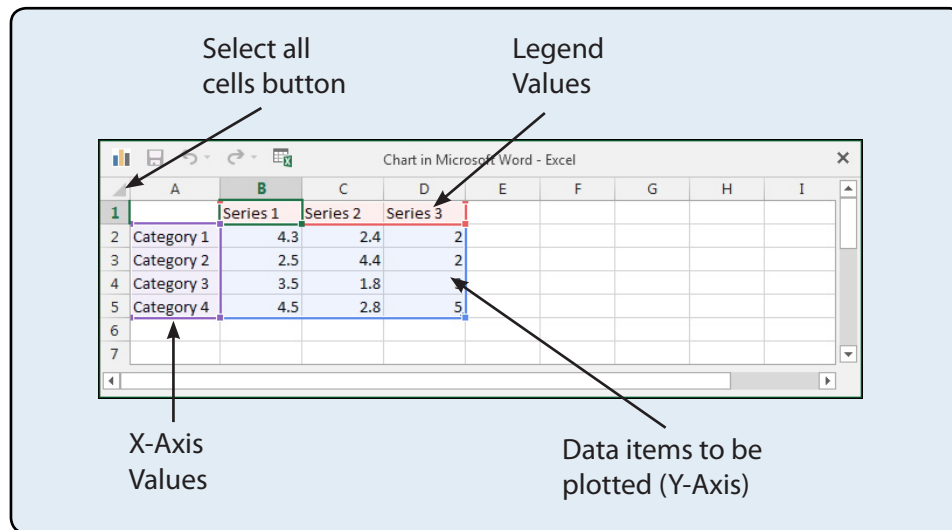 Select all
cells button
Legend
Values
Chart in Microsoft Word - Excel
A B C D E F G H I
1 Series 1 Series 2 Series 3
2 Category 1 4.3 2.4 2
3 Category 2 2.5 4.4 2
4 Category 3 3.5 1.8
5 Category 4 4.5 2.8 5
6
7
X-Axis
Values
Data items to be
plotted (Y-Axis)